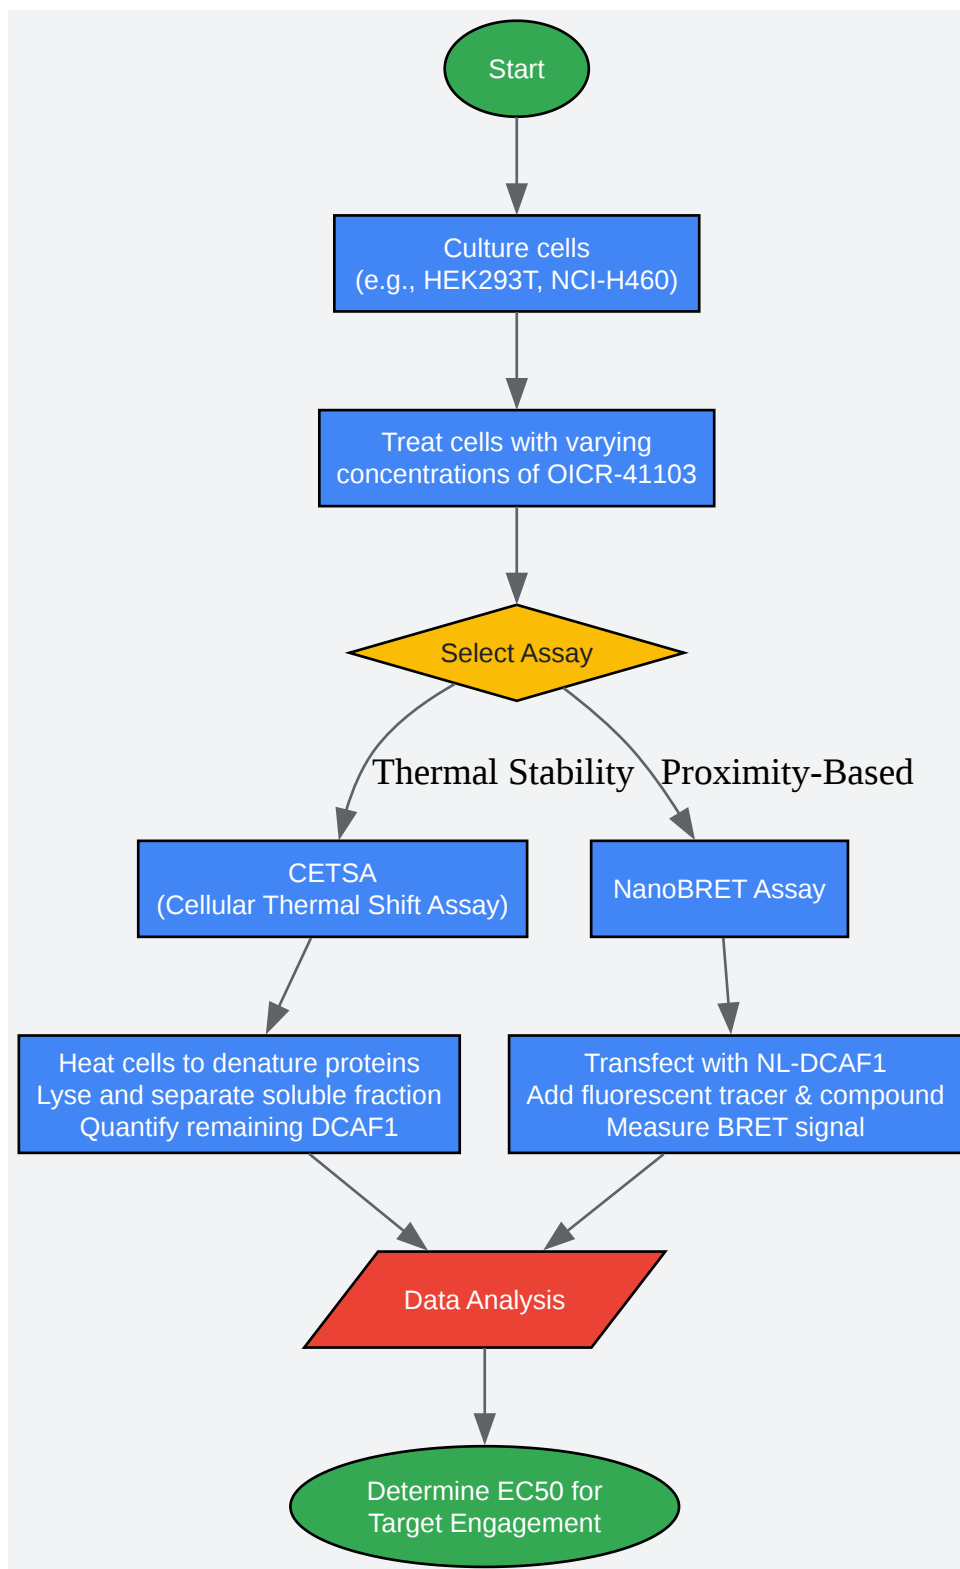 Start
Culture cells
(e.g., HEK293T, NCI-H460)
Treat cells with varying
concentrations of OICR-41103
Select Assay
Thermal Stability
Proximity-Based
CETSA
(Cellular Thermal Shift Assay)
NanoBRET Assay
Heat cells to denature proteins
Lyse and separate soluble fraction
Quantify remaining DCAF1
Transfect with NL-DCAF1
Add fluorescent tracer & compound
Measure BRET signal
Data Analysis
Determine EC50 for
Target Engagement